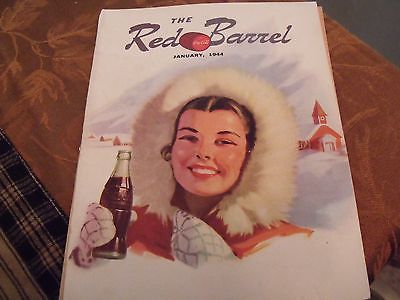 THE
Red Barrel
Coca-Cola
JANUARY, 1944